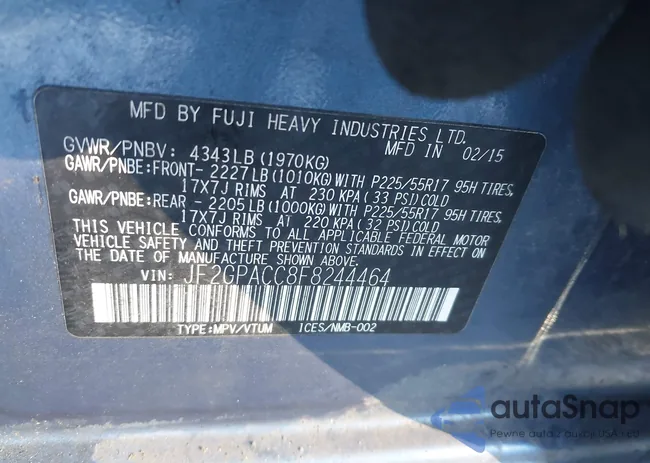 MFD BY FUJI HEAVY INDUSTRIES LTD.
GVWR/PNBV: 4343LB (1970KG) MFD IN 02/15
GAWR/PNBE:FRONT- 2227LB (1010KG) WITH P225/55R17 95H TIRES,
17X7J RIMS AT 230 KPA (33 PSI) COLD
GAWR/PNBE:REAR - 2205LB (1000KG) WITH P225/55R17 95H TIRES,
17X7J RIMS AT 220 KPA (32 PSI) COLD
THIS VEHICLE CONFORMS TO ALL APPLICABLE FEDERAL MOTOR
VEHICLE SAFETY AND THEFT PREVENTION STANDARDS IN EFFECT ON
THE DATE OF MANUFACTURE SHOWN ABOVE.
VIN: JF2GPACC8F8244464
TYPE:MPV/VTUM ICES/NMB-002
autaSnap
Pewne auto z USA